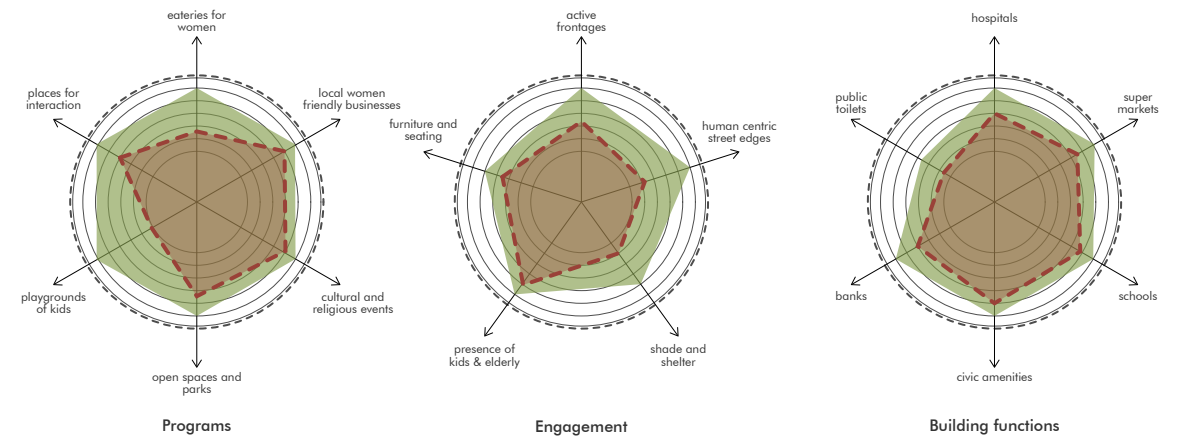 eateries for
women
places for
interaction
local women
friendly businesses
playgrounds
of kids
cultural and
religious events
open spaces and
parks
Programs
active
frontages
furniture and
seating
human centric
street edges
presence of
kids & elderly
shade and
shelter
Engagement
hospitals
public
toilets
super
markets
banks
schools
civic amenities
Building functions